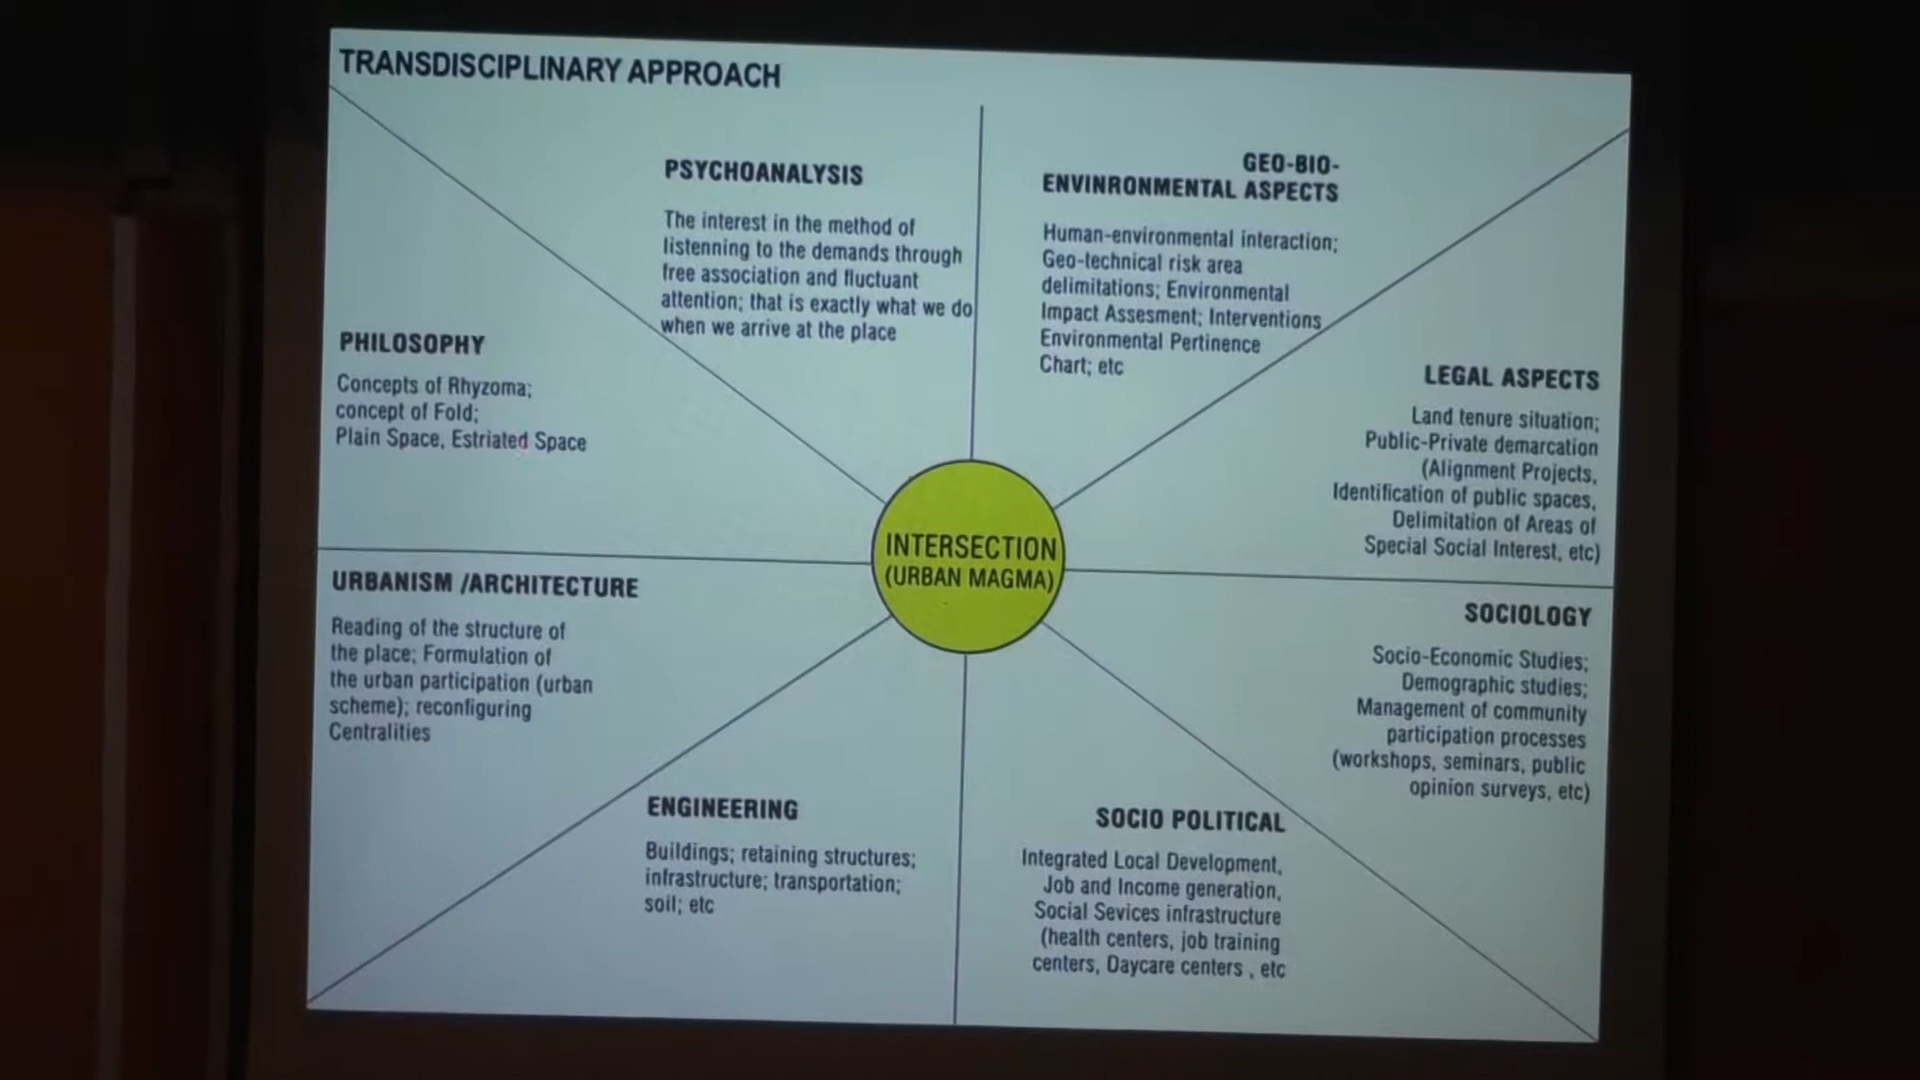 TRANSDISCIPLINARY APPROACH
PSYCHOANALYSIS
The interest in the method of
listenning to the demands through
free association and fluctuant
attention; that is exactly what we do
when we arrive at the place
GEO-BIO-
ENVINRONMENTAL ASPECTS
Human-environmental interaction;
Geo-technical risk area
delimitations; Environmental
Impact Assesment; Interventions
Environmental Pertinence
Chart; etc
PHILOSOPHY
Concepts of Rhyzoma;
concept of Fold;
Plain Space, Estriated Space
LEGAL ASPECTS
Land tenure situation;
Public-Private demarcation
(Alignment Projects,
Identification of public spaces,
Delimitation of Areas of
Special Social Interest, etc)
INTERSECTION
(URBAN MAGMA)
URBANISM /ARCHITECTURE
Reading of the structure of
the place; Formulation of
the urban participation (urban
scheme); reconfiguring
Centralities
SOCIOLOGY
Socio-Economic Studies;
Demographic studies;
Management of community
participation processes
(workshops, seminars, public
opinion surveys, etc)
ENGINEERING
Buildings; retaining structures;
infrastructure; transportation;
soil; etc
SOCIO POLITICAL
Integrated Local Development,
Job and Income generation,
Social Sevices infrastructure
(health centers, job training
centers, Daycare centers , etc